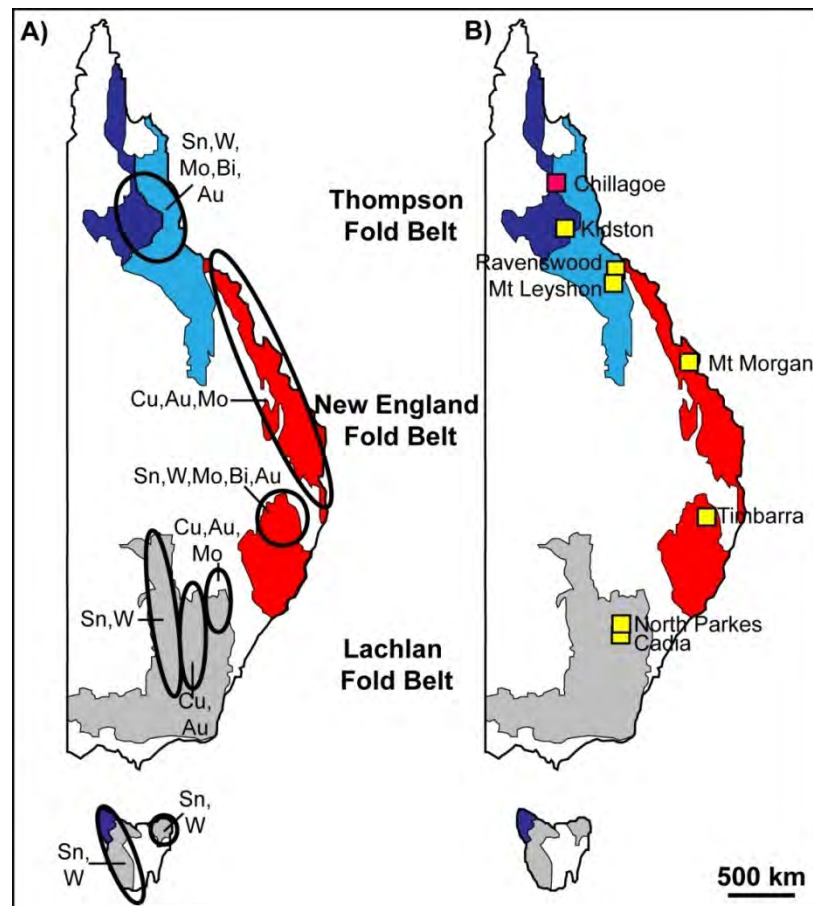 A)
Sn,W,
Mo,Bi,
Au
Cu,Au,Mo
Sn,W,Mo,Bi,Au
Cu,Au,
Mo
Sn,W
Cu,
Au
Sn,
W
Sn,
W
Thompson
Fold Belt
New England
Fold Belt
Lachlan
Fold Belt
B)
Chillagoe
Kidston
Ravenswood
Mt Leyshon
Mt Morgan
Timbarra
North Parkes
Cadia
500 km